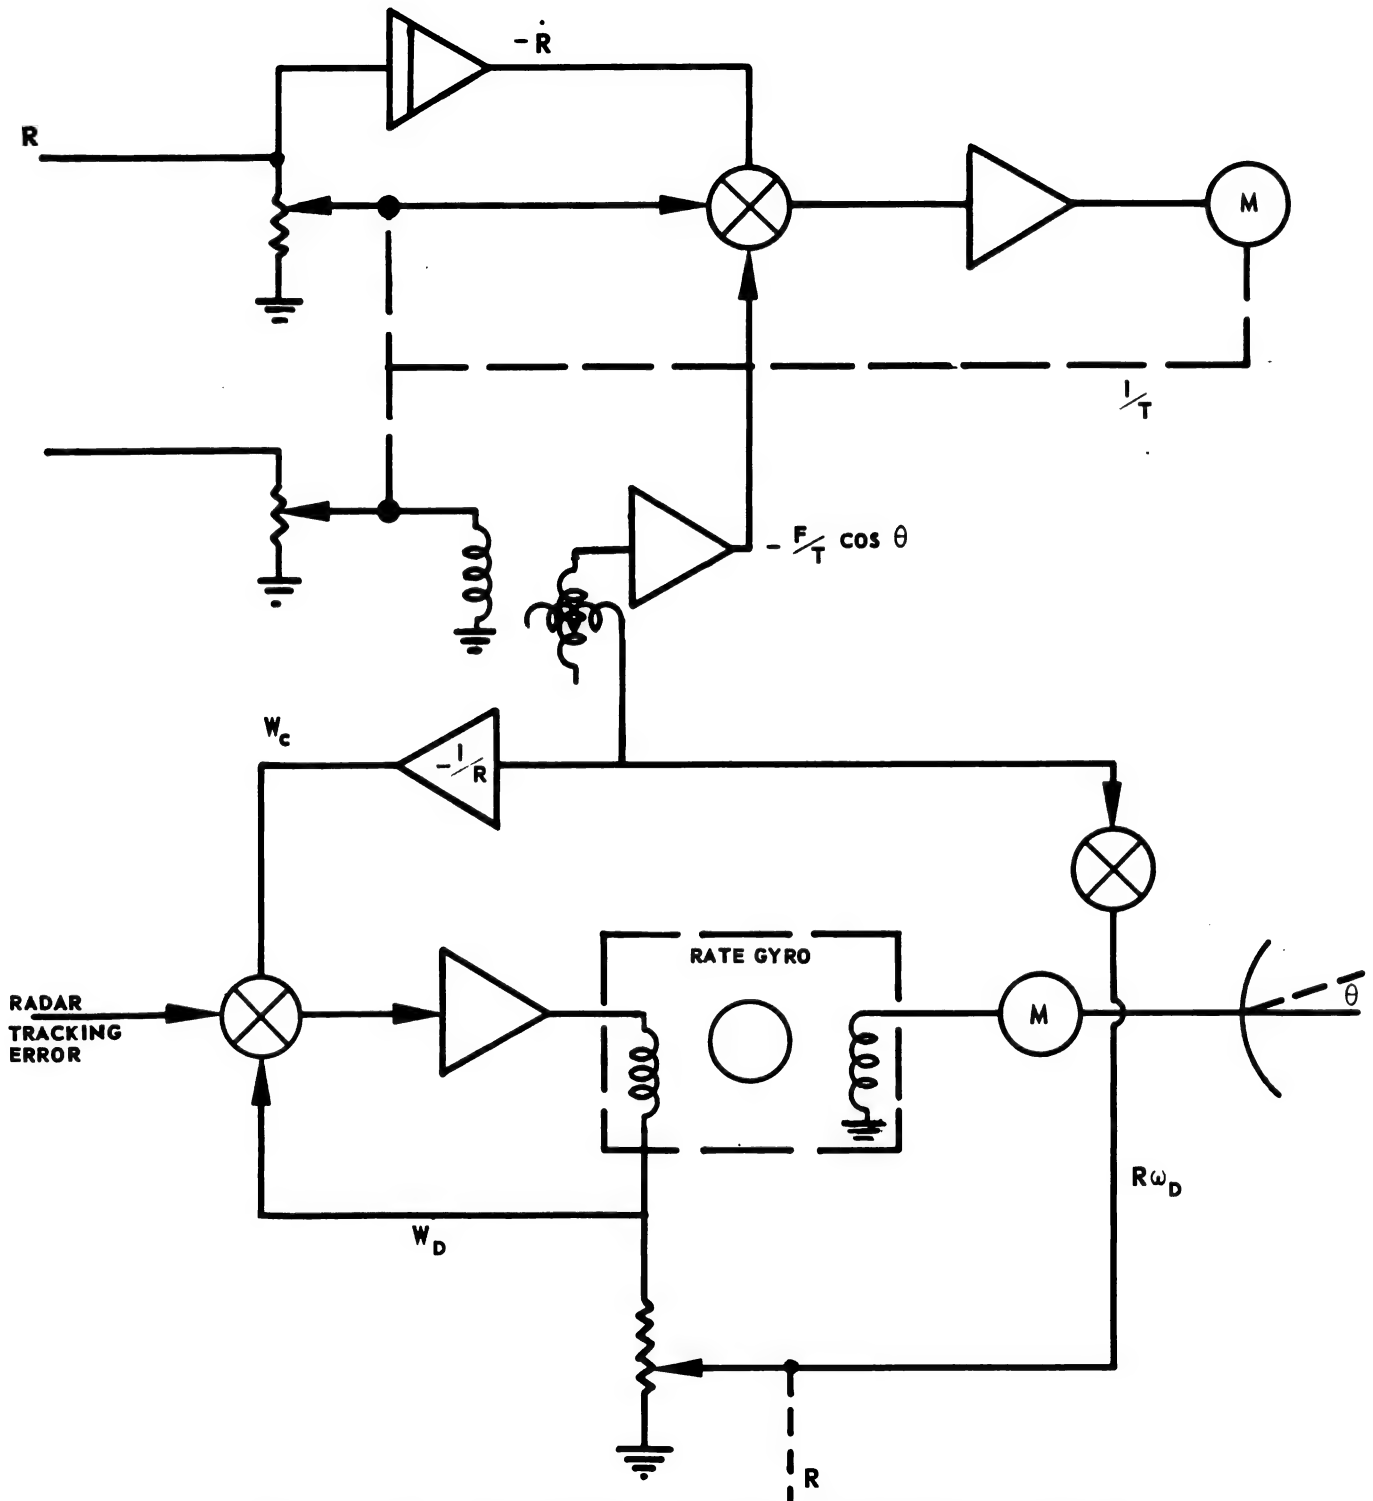 - Ṙ
R
M
1/T
- F/T COS θ
W_C
-1/R
RATE GYRO
RADAR
TRACKING
ERROR
M
θ
Rω_D
W_D
R